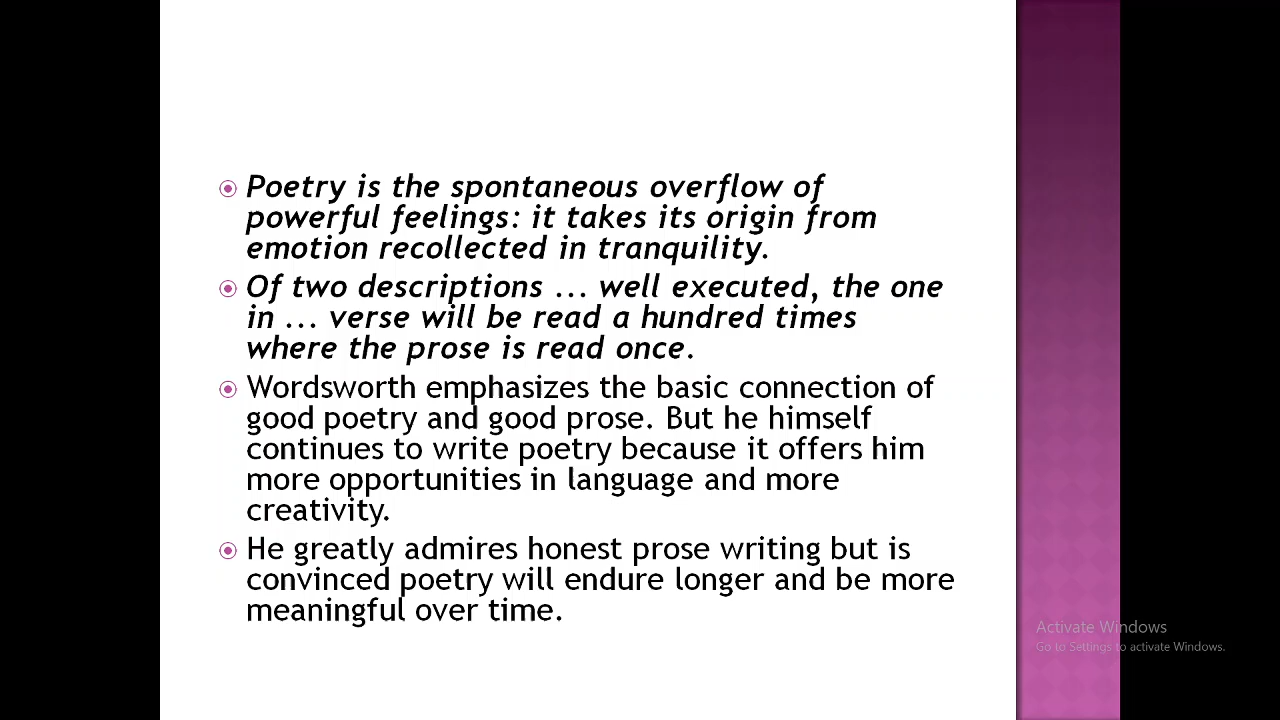 Poetry is the spontaneous overflow of
powerful feelings: it takes its origin from
emotion recollected in tranquility.
Of two descriptions ... well executed, the one
in ... verse will be read a hundred times
where the prose is read once.
Wordsworth emphasizes the basic connection of
good poetry and good prose. But he himself
continues to write poetry because it offers him
more opportunities in language and more
creativity.
He greatly admires honest prose writing but is
convinced poetry will endure longer and be more
meaningful over time.
Activate Windows
Go to Settings to activate Windows.